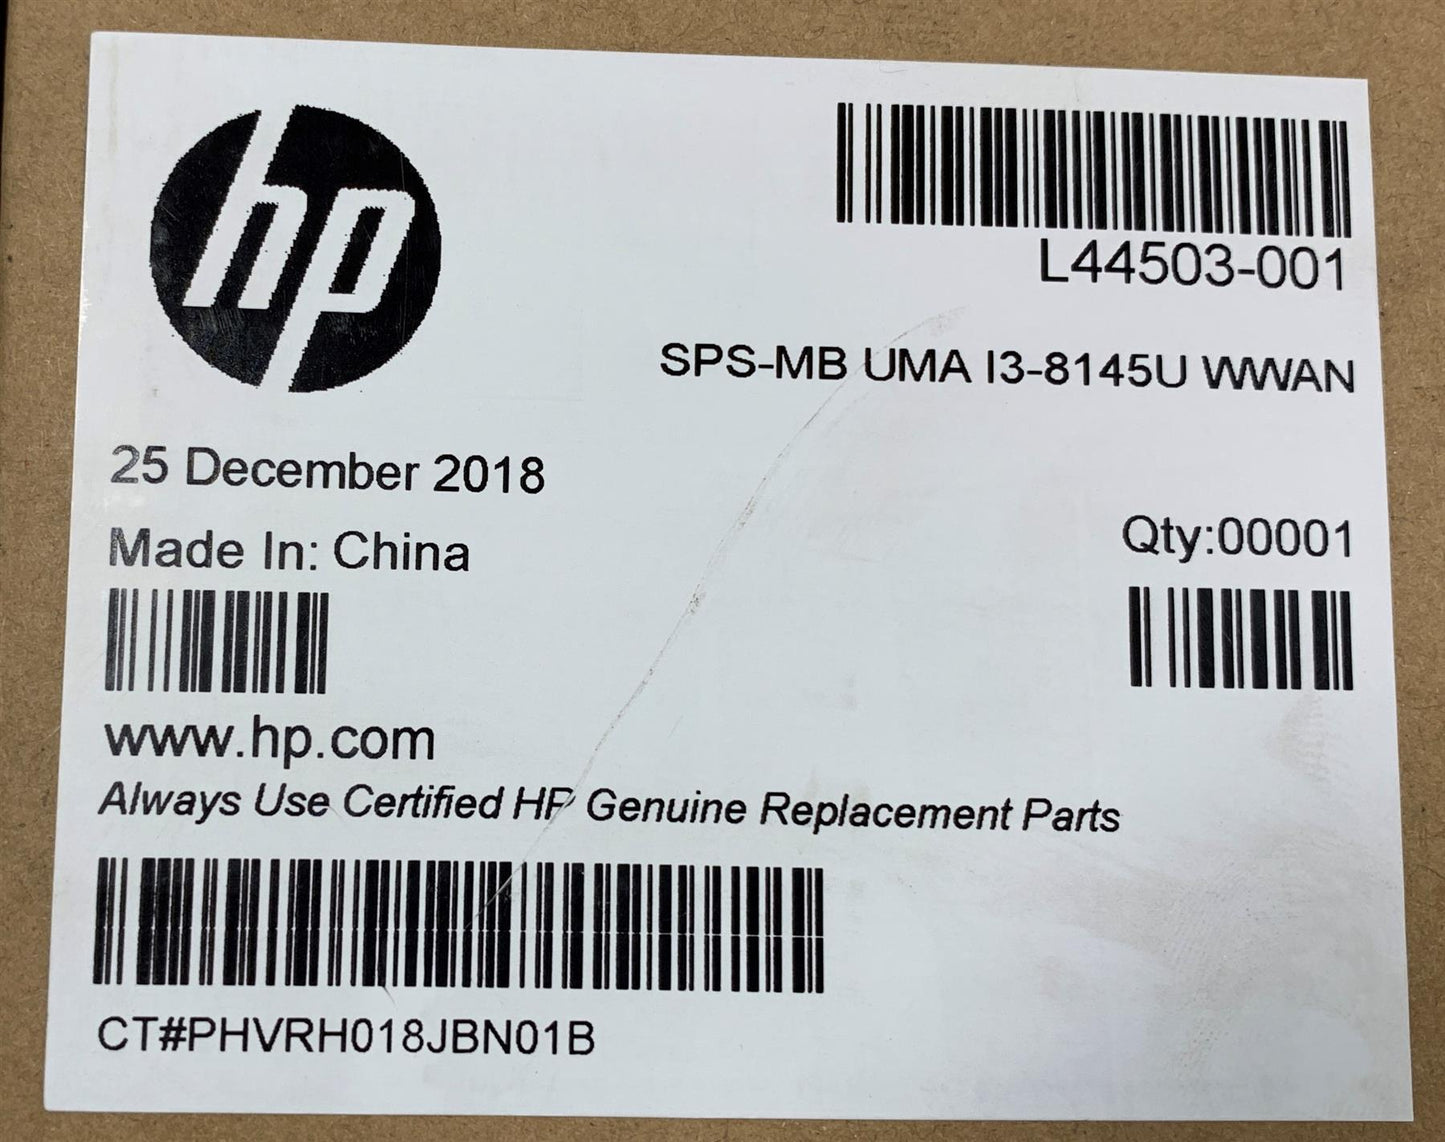 hp
L44503-001
SPS-MB UMA I3-8145U WWAN
25 December 2018
Made In: China
Qty:00001
www.hp.com
Always Use Certified HP Genuine Replacement Parts
CT#PHVRH018JBN01B